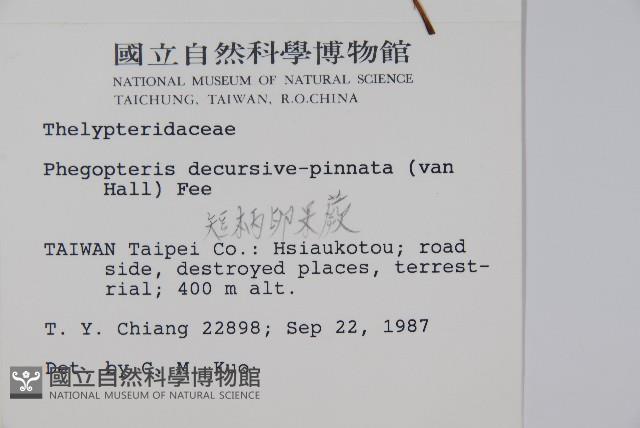 國立自然科學博物館
NATIONAL MUSEUM OF NATURAL SCIENCE
TAICHUNG, TAIWAN, R.O.CHINA
Thelypteridaceae
Phegopteris decursive-pinnata (van
Hall) Fee
短柄卵果蕨
TAIWAN Taipei Co.: Hsiaukotou; road
side, destroyed places, terrest-
rial; 400 m alt.
T. Y. Chiang 22898; Sep 22, 1987
Det. by C. M. Kuo
國立自然科學博物館
NATIONAL MUSEUM OF NATURAL SCIENCE